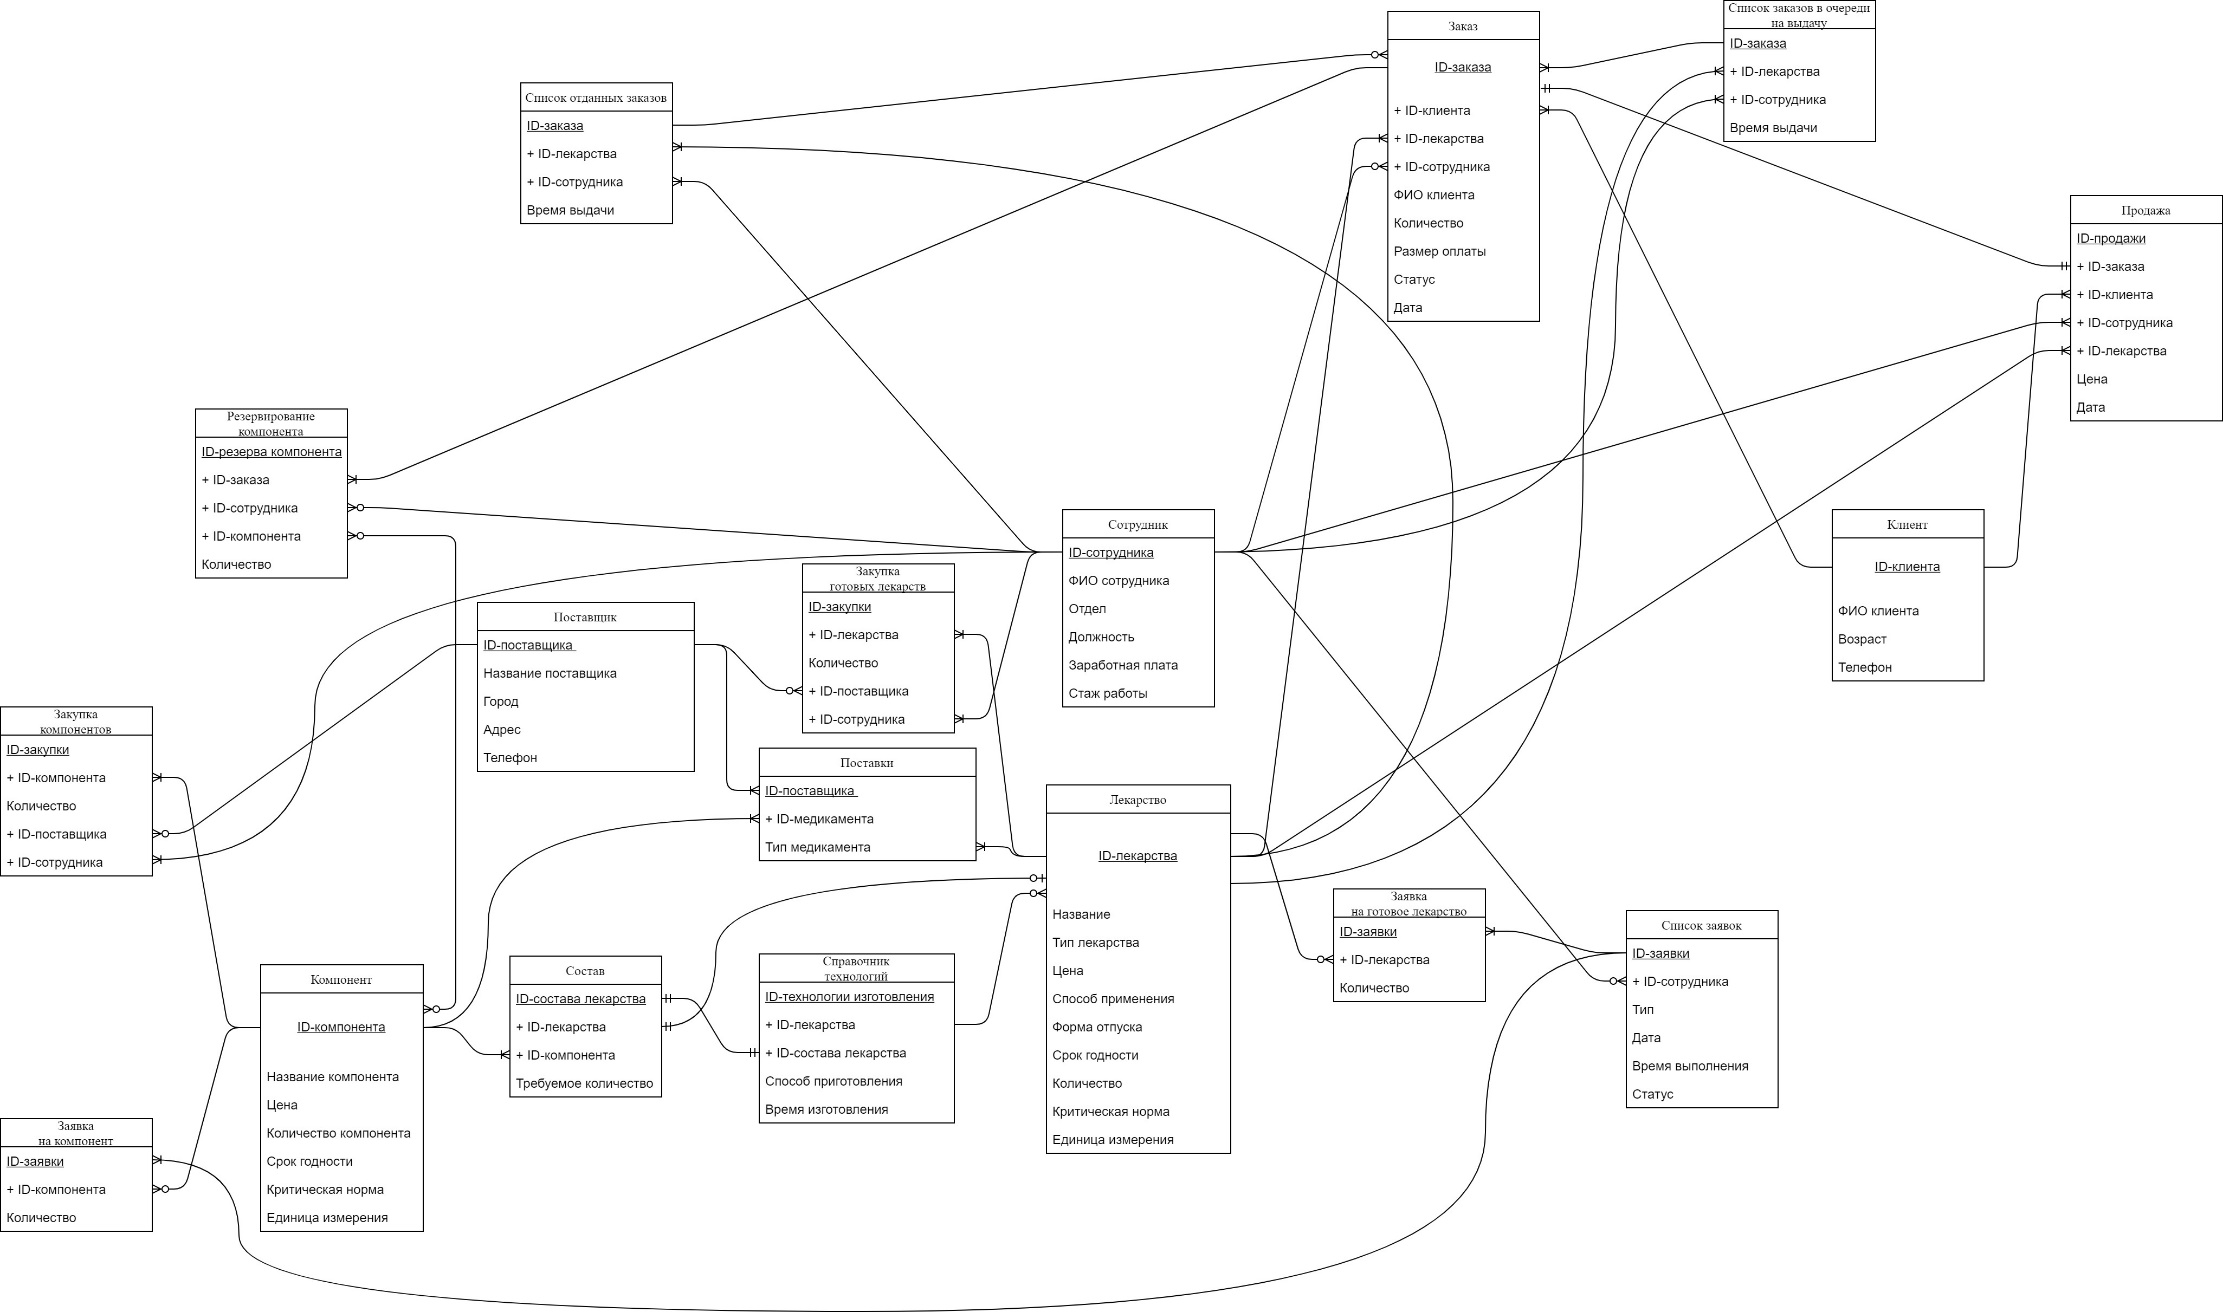 Заказ
ID-заказа
+ ID-клиента
+ ID-лекарства
+ ID-сотрудника
ФИО клиента
Количество
Размер оплаты
Статус
Дата
Список заказов в очереди
на выдачу
ID-заказа
+ ID-лекарства
+ ID-сотрудника
Время выдачи
Список отданных заказов
ID-заказа
+ ID-лекарства
+ ID-сотрудника
Время выдачи
Продажа
ID-продажи
+ ID-заказа
+ ID-клиента
+ ID-сотрудника
+ ID-лекарства
Цена
Дата
Резервирование
компонента
ID-резерва компонента
+ ID-заказа
+ ID-сотрудника
+ ID-компонента
Количество
Сотрудник
ID-сотрудника
ФИО сотрудника
Отдел
Должность
Заработная плата
Стаж работы
Клиент
ID-клиента
ФИО клиента
Возраст
Телефон
Закупка
готовых лекарств
ID-закупки
+ ID-лекарства
Количество
+ ID-поставщика
+ ID-сотрудника
Поставщик
ID-поставщика
Название поставщика
Город
Адрес
Телефон
Закупка
компонентов
ID-закупки
+ ID-компонента
Количество
+ ID-поставщика
+ ID-сотрудника
Поставки
ID-поставщика
+ ID-медикамента
Тип медикамента
Лекарство
ID-лекарства
Название
Тип лекарства
Цена
Способ применения
Форма отпуска
Срок годности
Количество
Критическая норма
Единица измерения
Заявка
на готовое лекарство
ID-заявки
+ ID-лекарства
Количество
Список заявок
ID-заявки
+ ID-сотрудника
Тип
Дата
Время выполнения
Статус
Компонент
ID-компонента
Название компонента
Цена
Количество компонента
Срок годности
Критическая норма
Единица измерения
Состав
ID-состава лекарства
+ ID-лекарства
+ ID-компонента
Требуемое количество
Справочник
технологий
ID-технологии изготовления
+ ID-лекарства
+ ID-состава лекарства
Способ приготовления
Время изготовления
Заявка
на компонент
ID-заявки
+ ID-компонента
Количество